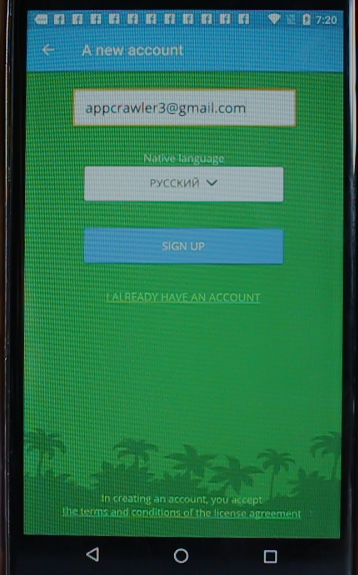 7:20
A new account
appcrawler3@gmail.com
Native language
РУССКИЙ
SIGN UP
I ALREADY HAVE AN ACCOUNT
In creating an account, you accept
the terms and conditions of the license agreement